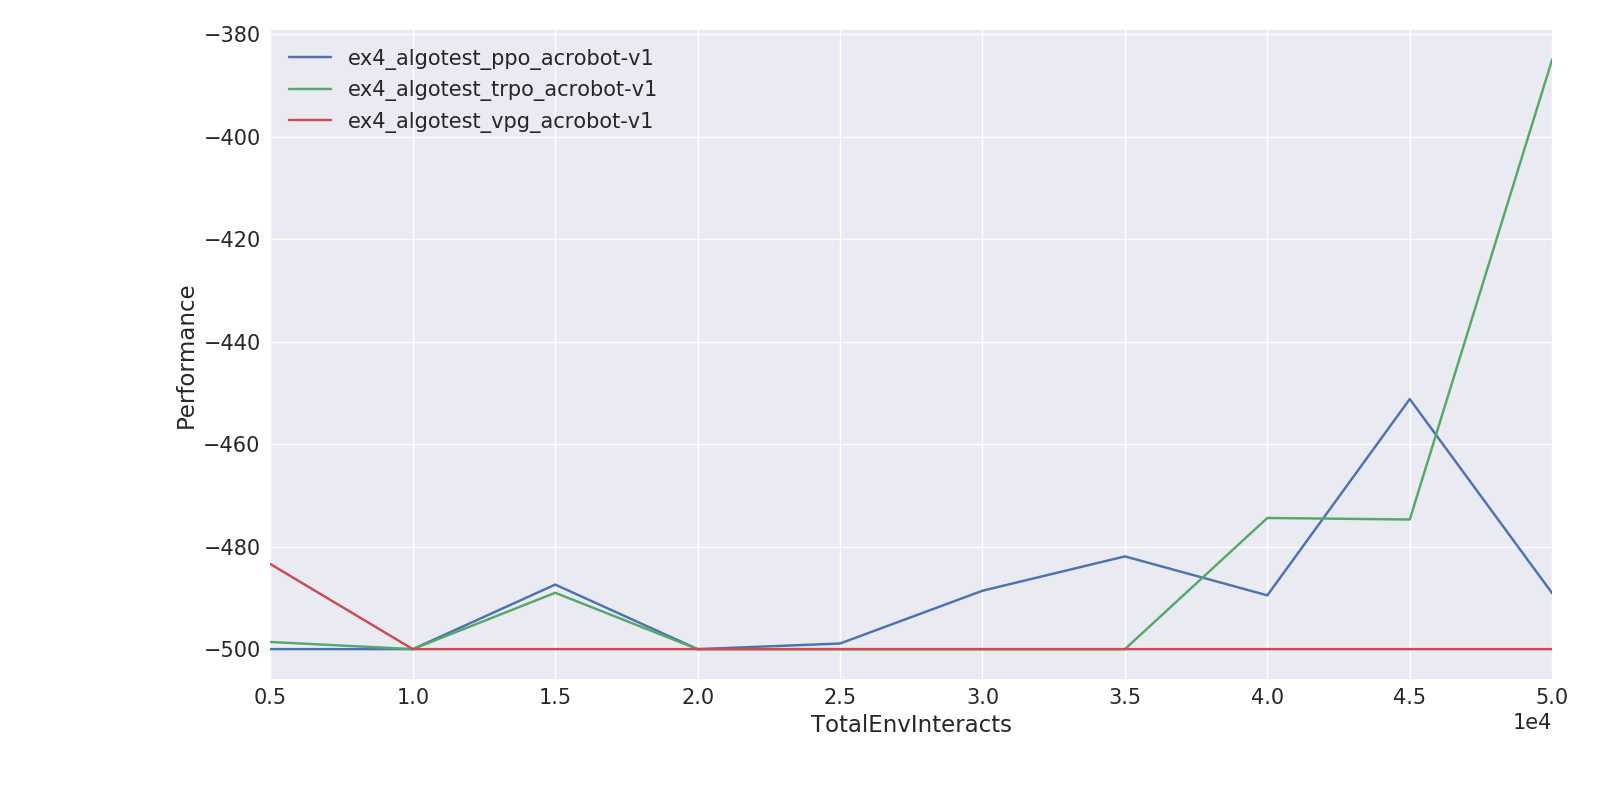 ex4_algotest_ppo_acrobot-v1
ex4_algotest_trpo_acrobot-v1
ex4_algotest_vpg_acrobot-v1
Performance
−380
−400
−420
−440
−460
−480
−500
0.5 1.0 1.5 2.0 2.5 3.0 3.5 4.0 4.5 5.0
TotalEnvInteracts
1e4